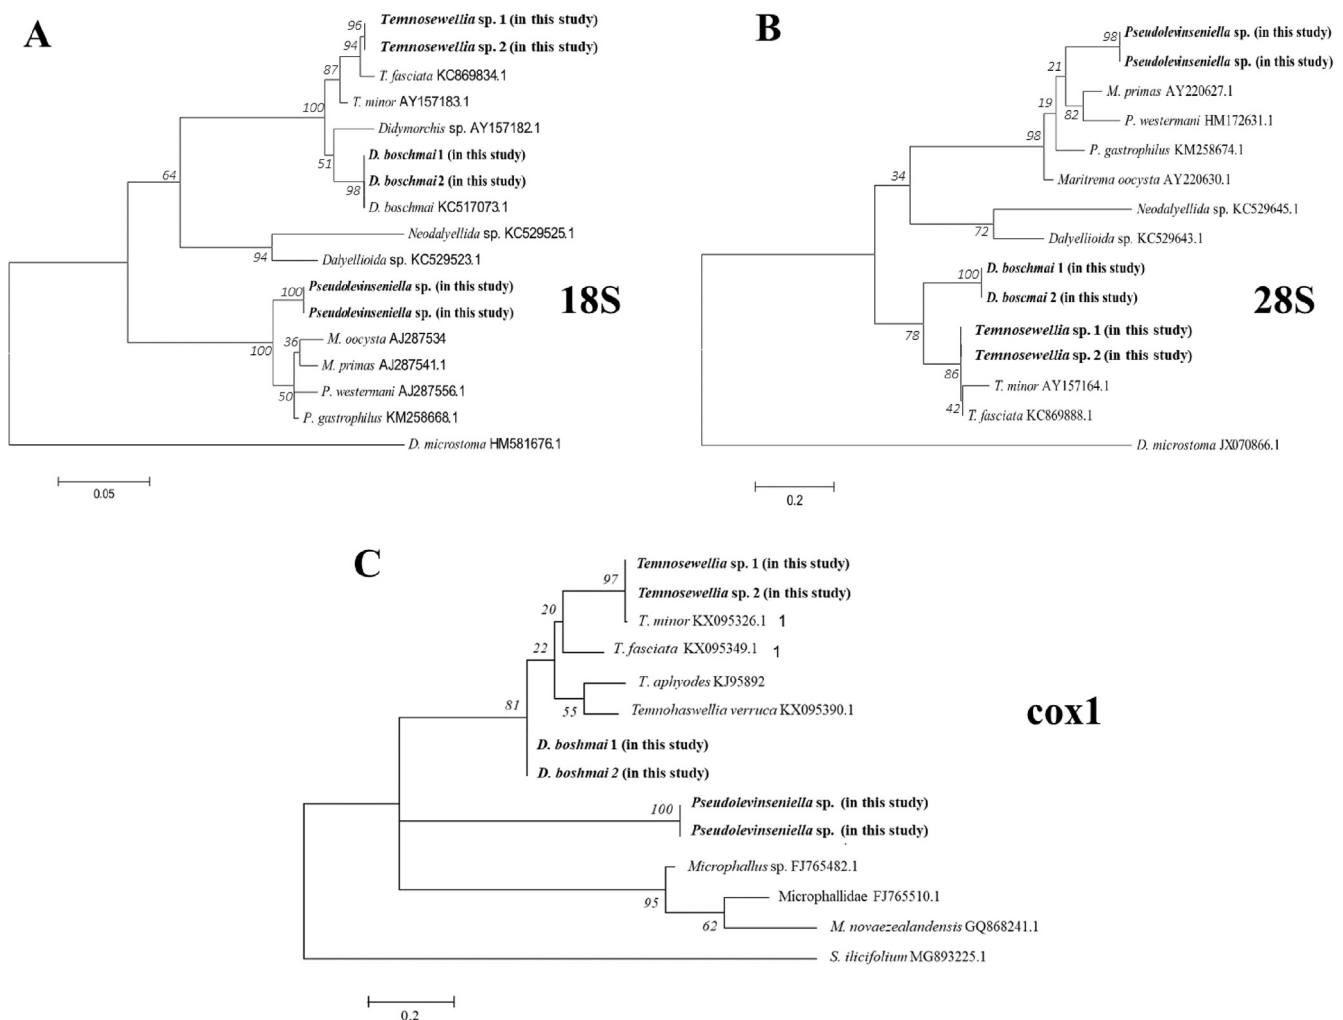 A
96
Temnosewellia sp. 1 (in this study)
94
Temnosewellia sp. 2 (in this study)
87
T. fasciata KC869834.1
100
T. minor AY157183.1
Didymorchis sp. AY157182.1
D. boschmai 1 (in this study)
51
64
D. boschmai 2 (in this study)
98
D. boschmai KC517073.1
Neodalyellida sp. KC529525.1
94
Dalyellioida sp. KC529523.1
Pseudolevinseniella sp. (in this study)
100
Pseudolevinseniella sp. (in this study)
18S
M. oocysta AJ287534
36
100
M. primas AJ287541.1
P. westermani AJ287556.1
50
P. gastrophilus KM258668.1
D. microstoma HM581676.1
0.05
B
Pseudolevinseniella sp. (in this study)
98
Pseudolevinseniella sp. (in this study)
21
M. primas AY220627.1
19
82
P. westermani HM172631.1
98
P. gastrophilus KM258674.1
34
Maritrema oocysta AY220630.1
Neodalyellida sp. KC529645.1
72
Dalyellioida sp. KC529643.1
D. boschmai 1 (in this study)
100
D. boscmai 2 (in this study)
28S
Temnosewellia sp. 1 (in this study)
78
Temnosewellia sp. 2 (in this study)
86
T. minor AY157164.1
42
T. fasciata KC869888.1
D. microstoma JX070866.1
0.2
C
Temnosewellia sp. 1 (in this study)
97
Temnosewellia sp. 2 (in this study)
20
T. minor KX095326.1 1
22
T. fasciata KX095349.1 1
T. aphyodes KJ95892
81
55
Temnohaswellia verruca KX095390.1
cox1
D. boshmai 1 (in this study)
D. boshmai 2 (in this study)
Pseudolevinseniella sp. (in this study)
100
Pseudolevinseniella sp. (in this study)
Microphallus sp. FJ765482.1
95
Microphallidae FJ765510.1
62
M. novaezealandensis GQ868241.1
S. ilicifolium MG893225.1
0.2